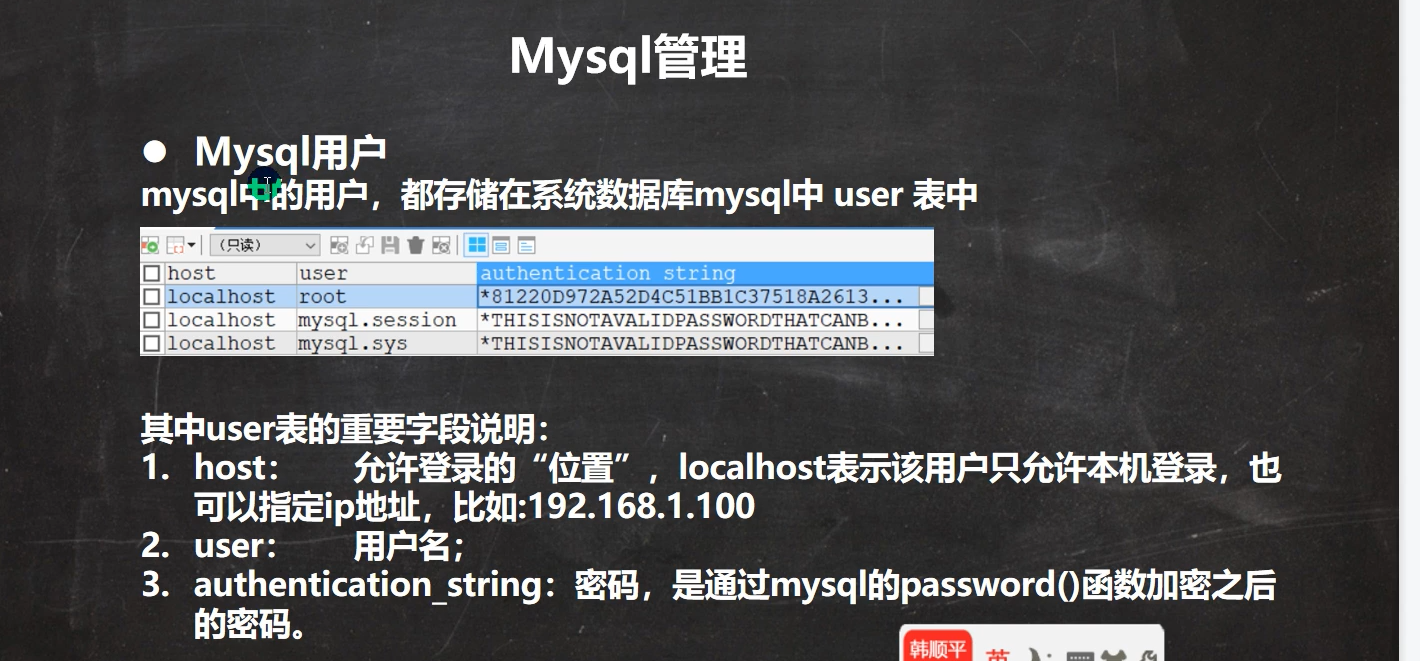 Mysql管理
● Mysql用户
mysql中的用户，都存储在系统数据库mysql中 user 表中
（只读）
host user authentication string
localhost root *81220D972A52D4C51BB1C37518A2613...
localhost mysql.session *THISISNOTAVALIDPASSWORDTHATCANB...
localhost mysql.sys *THISISNOTAVALIDPASSWORDTHATCANB...
其中user表的重要字段说明：
1. host： 允许登录的“位置”，localhost表示该用户只允许本机登录，也
可以指定ip地址，比如:192.168.1.100
2. user： 用户名；
3. authentication_string：密码，是通过mysql的password()函数加密之后
的密码。
韩顺平 英